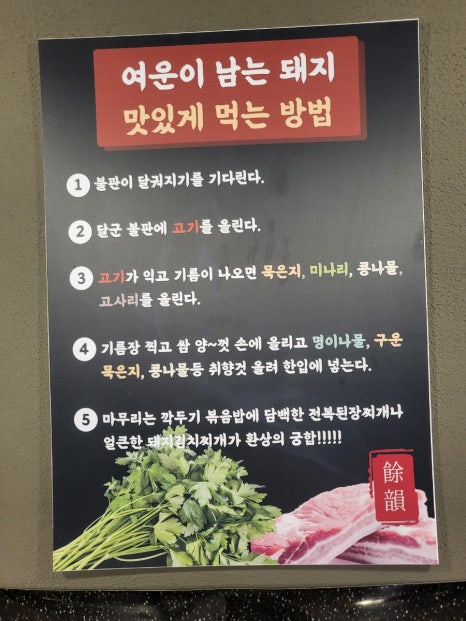 여운이 남는 돼지
맛있게 먹는 방법
1 불판이 달궈지기를 기다린다.
2 달군 불판에 고기를 올린다.
3 고기가 익고 기름이 나오면 묵은지, 미나리, 콩나물,
고사리를 올린다.
4 기름장 찍고 쌈 양~껏 손에 올리고 명이나물, 구운
묵은지, 콩나물등 취향껏 올려 한입에 넣는다.
5 마무리는 깍두기 볶음밥에 담백한 전복된장찌개나
얼큰한 돼지김치찌개가 환상의 궁합!!!!!
餘韻